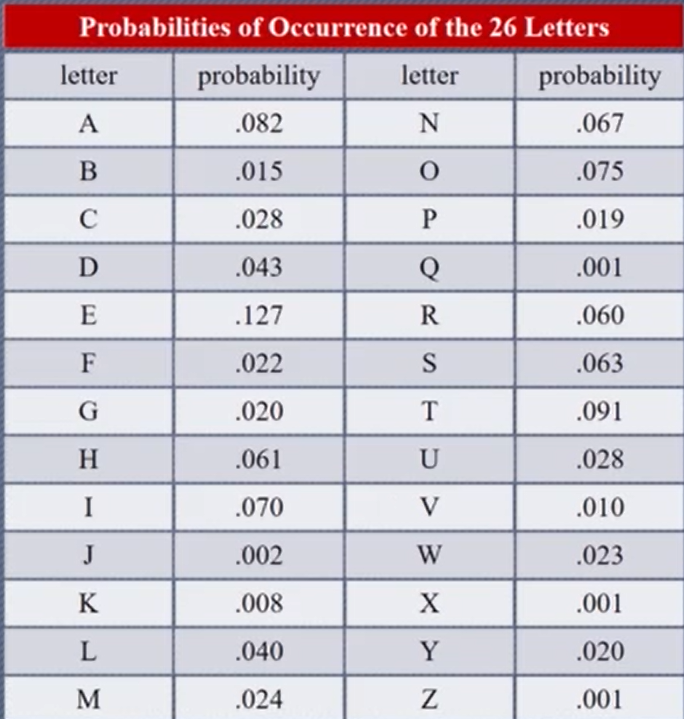 Probabilities of Occurrence of the 26 Letters
letter probability letter probability
A .082 N .067
B .015 O .075
C .028 P .019
D .043 Q .001
E .127 R .060
F .022 S .063
G .020 T .091
H .061 U .028
I .070 V .010
J .002 W .023
K .008 X .001
L .040 Y .020
M .024 Z .001